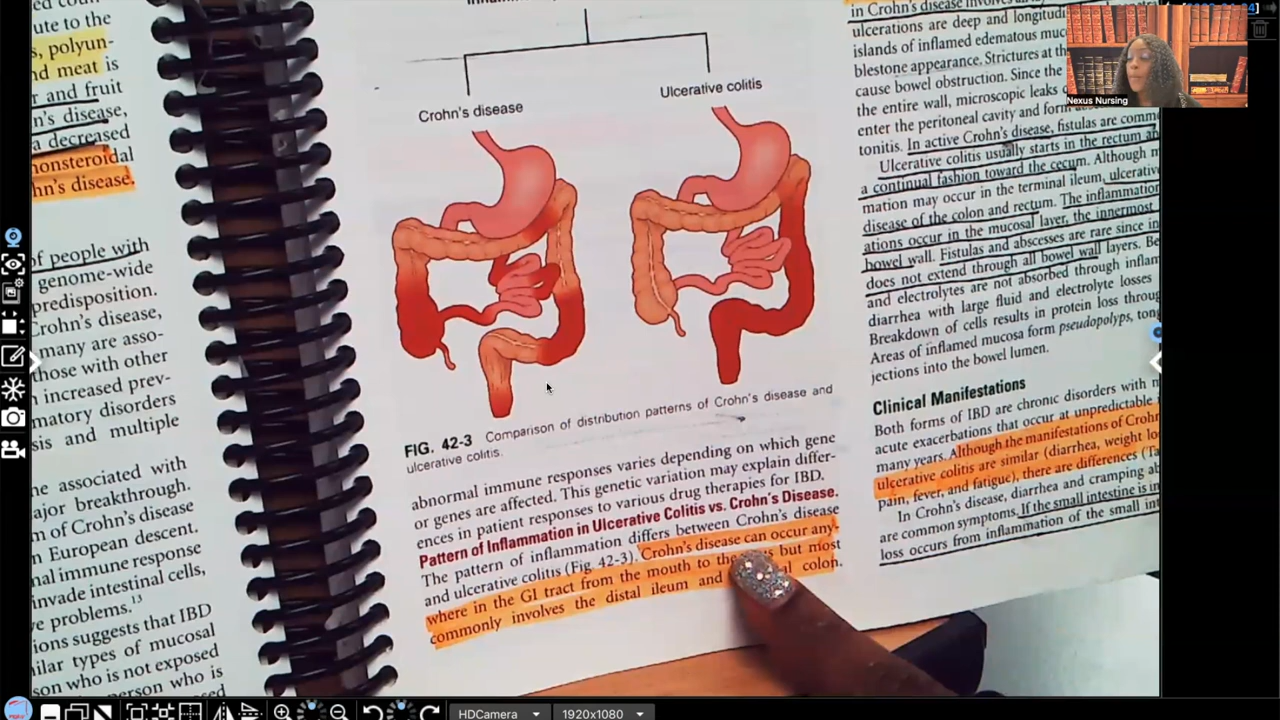 ute to the
s, polyun-
nd meat is
r and fruit
n's disease,
a decreased
nonsteroidal
hn's disease.
of people with
genome-wide
predisposition.
Crohn's disease,
many are asso-
those with other
increased prev-
matory disorders
sis and multiple
he associated with
ajor breakthrough.
m of Crohn's disease
n European descent.
nal immune response
invade intestinal cells,
ve problems.13
ions suggests that IBD
ilar types of mucosal
son who is not exposed
person who is
Crohn's disease
Ulcerative colitis
FIG. 42-3 Comparison of distribution patterns of Crohn's disease and
ulcerative colitis.
abnormal immune responses varies depending on which gene
or genes are affected. This genetic variation may explain differ-
ences in patient responses to various drug therapies for IBD.
Pattern of Inflammation in Ulcerative Colitis vs. Crohn's Disease.
The pattern of inflammation differs between Crohn's disease
and ulcerative colitis (Fig. 42-3). Crohn's disease can occur any-
where in the GI tract from the mouth to the but most
commonly involves the distal ileum and colon.
in Crohn's disease involves
ulcerations are deep and longitud
islands of inflamed edematous muc
blestone appearance. Strictures at
cause bowel obstruction. Since the
the entire wall, microscopic leaks
enter the peritoneal cavity and form
tonitis. In active Crohn's disease, fistulas are comm
Ulcerative colitis usually starts in the rectum an
a continual fashion toward the cecum. Although m
mation may occur in the terminal ileum, ulcerativ
disease of the colon and rectum. The inflammation
ations occur in the mucosal layer, the innermost
bowel wall. Fistulas and abscesses are rare since in
does not extend through all bowel wall layers. Be
and electrolytes are not absorbed through inflam
diarrhea with large fluid and electrolyte losses
Breakdown of cells results in protein loss throug
Areas of inflamed mucosa form pseudopolyps, tong
jections into the bowel lumen.
Clinical Manifestations
Both forms of IBD are chronic disorders with m
acute exacerbations that occur at unpredictable i
many years. Although the manifestations of Crohn
ulcerative colitis are similar (diarrhea, weight lo
pain, fever, and fatigue), there are differences (Ta
In Crohn's disease, diarrhea and cramping ab
are common symptoms. If the small intestine is in
loss occurs from inflammation of the small int
Nexus Nursing
HDCamera
1920x1080